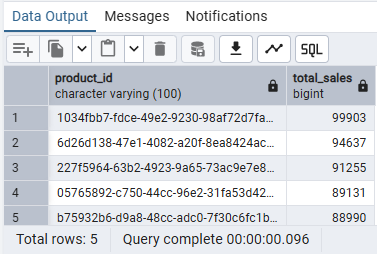 Data Output Messages Notifications
SQL
product_id total_sales
character varying (100) bigint
1 1034fbb7-fdce-49e2-9230-98af72d7fa... 99903
2 6d26d138-47e1-4082-a20f-8ea8424ac... 94637
3 227f5964-63b2-4923-9a65-73ac9e7e8... 91255
4 05765892-c750-44cc-96e2-31fa53d42... 89131
5 b75932b6-d9a8-48cc-adc0-7f30c6fc1b... 88990
Total rows: 5 Query complete 00:00:00.096